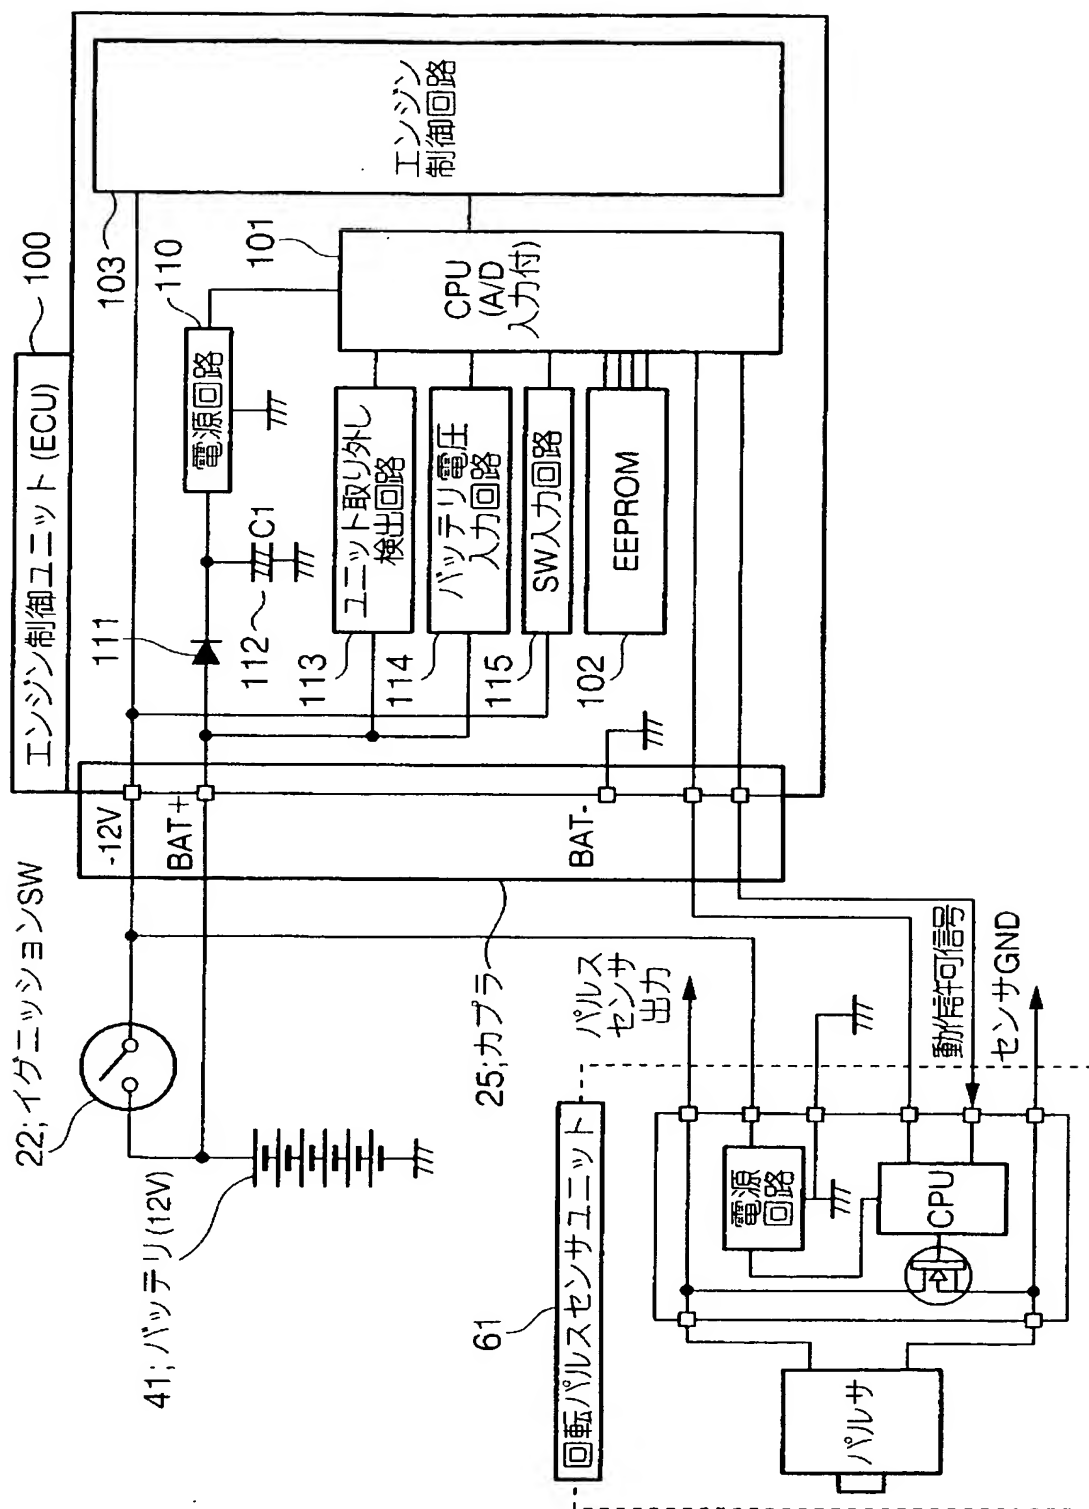 エンジン制御ユニット(ECU)
100
103
110
101
111
112
C1
113
114
115
102
エンジン
制御回路
電源回路
CPU
(A/D
入力付)
ユニット取り外し
検出回路
バッテリ電圧
入力回路
SW入力回路
EEPROM
-12V
BAT+
BAT-
22;イグニッションSW
41;バッテリ(12V)
25;カプラ
パルス
センサ
出力
動作許可信号
センサGND
61
回転パルスセンサユニット
電源
回路
CPU
パルサ